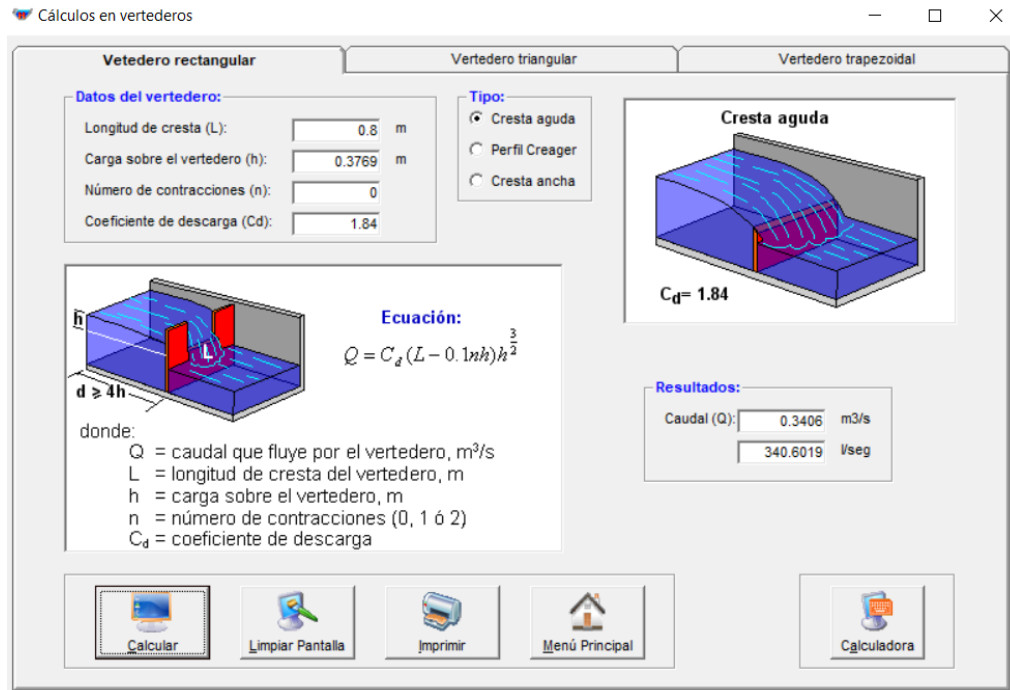 Cálculos en vertederos
Vetedero rectangular
Vertedero triangular
Vertedero trapezoidal
Datos del vertedero:
Longitud de cresta (L): 0.8 m
Carga sobre el vertedero (h): 0.3769 m
Número de contracciones (n): 0
Coeficiente de descarga (Cd): 1.84
Tipo:
Cresta aguda
Perfil Creager
Cresta ancha
Cresta aguda
Cd= 1.84
h
L
d ⩾ 4h
Ecuación:
Q = Cd (L − 0.1nh)h^(3/2)
donde:
Q = caudal que fluye por el vertedero, m³/s
L = longitud de cresta del vertedero, m
h = carga sobre el vertedero, m
n = número de contracciones (0, 1 ó 2)
Cd = coeficiente de descarga
Resultados:
Caudal (Q): 0.3406 m3/s
340.6019 l/seg
Calcular
Limpiar Pantalla
Imprimir
Menú Principal
Calculadora